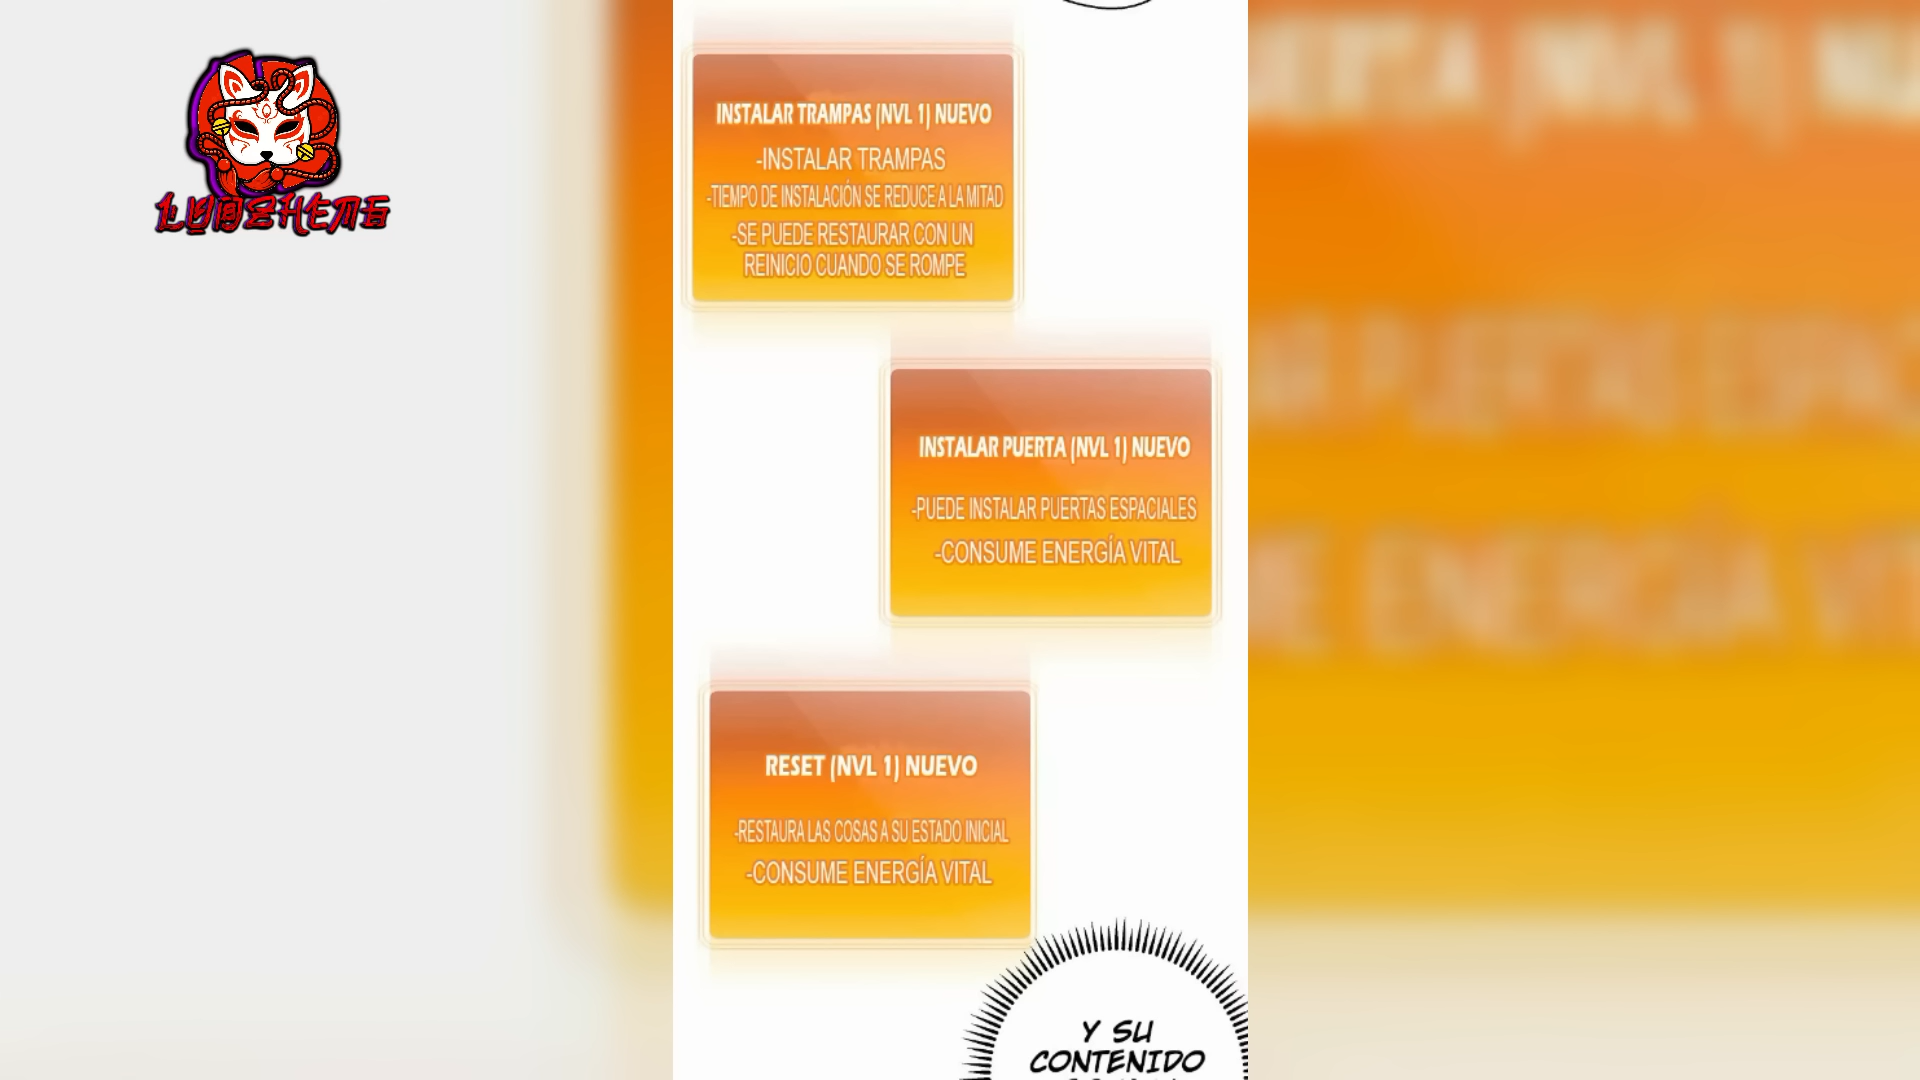 LUOZHENG
INSTALAR TRAMPAS (NVL 1) NUEVO
-INSTALAR TRAMPAS
-TIEMPO DE INSTALACIÓN SE REDUCE A LA MITAD
-SE PUEDE RESTAURAR CON UN
REINICIO CUANDO SE ROMPE
INSTALAR PUERTA (NVL 1) NUEVO
-PUEDE INSTALAR PUERTAS ESPACIALES
-CONSUME ENERGÍA VITAL
RESET (NVL 1) NUEVO
-RESTAURA LAS COSAS A SU ESTADO INICIAL
-CONSUME ENERGÍA VITAL
Y SU
CONTENIDO